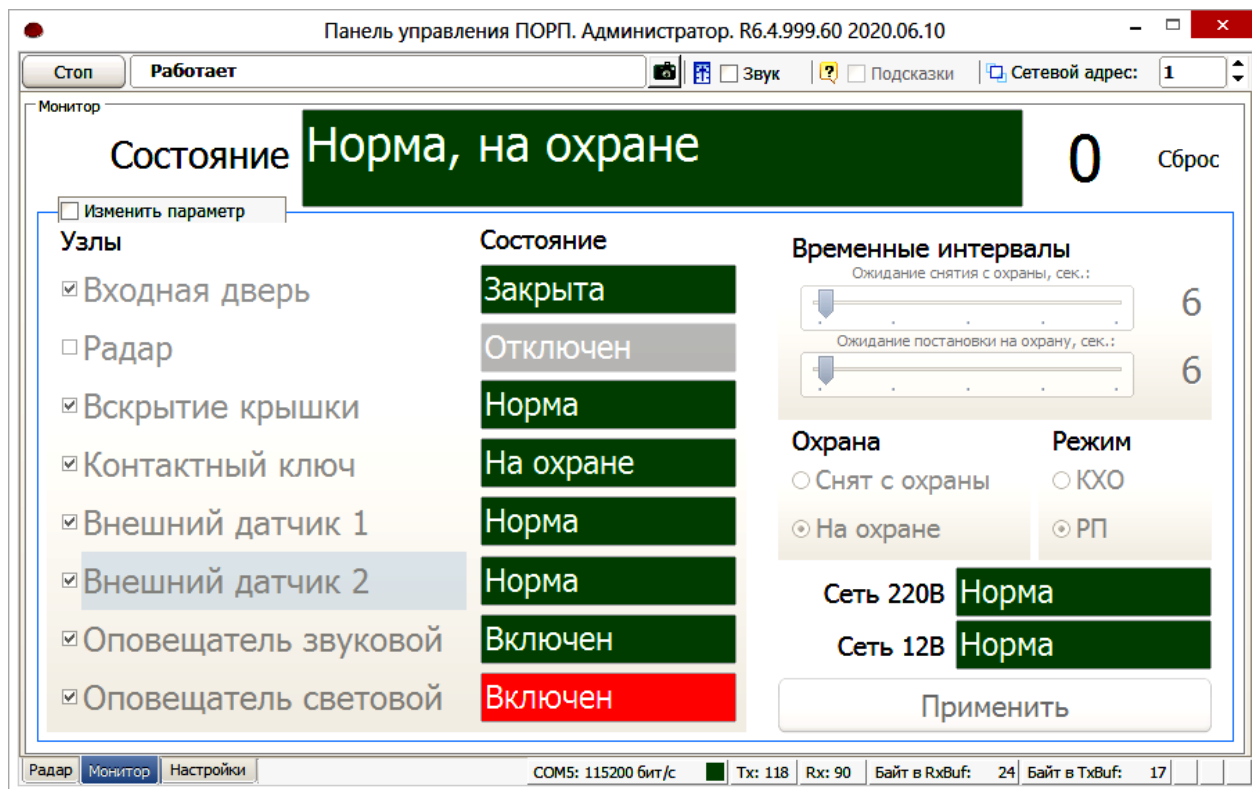 Панель управления ПОРП. Администратор. R6.4.999.60 2020.06.10
Стоп Работает Звук Подсказки Сетевой адрес: 1
Монитор
Состояние Норма, на охране 0 Сброс
Изменить параметр
Узлы Состояние Временные интервалы
Ожидание снятия с охраны, сек.:
Входная дверь Закрыта 6
Радар Отключен
Ожидание постановки на охрану, сек.:
6
Вскрытие крышки Норма
Охрана Режим
Контактный ключ На охране
Снят с охраны КХО
Внешний датчик 1 Норма На охране РП
Внешний датчик 2 Норма Сеть 220В Норма
Оповещатель звуковой Включен Сеть 12В Норма
Оповещатель световой Включен Применить
Радар Монитор Настройки COM5: 115200 бит/с Tx: 118 Rx: 90 Байт в RxBuf: 24 Байт в TxBuf: 17